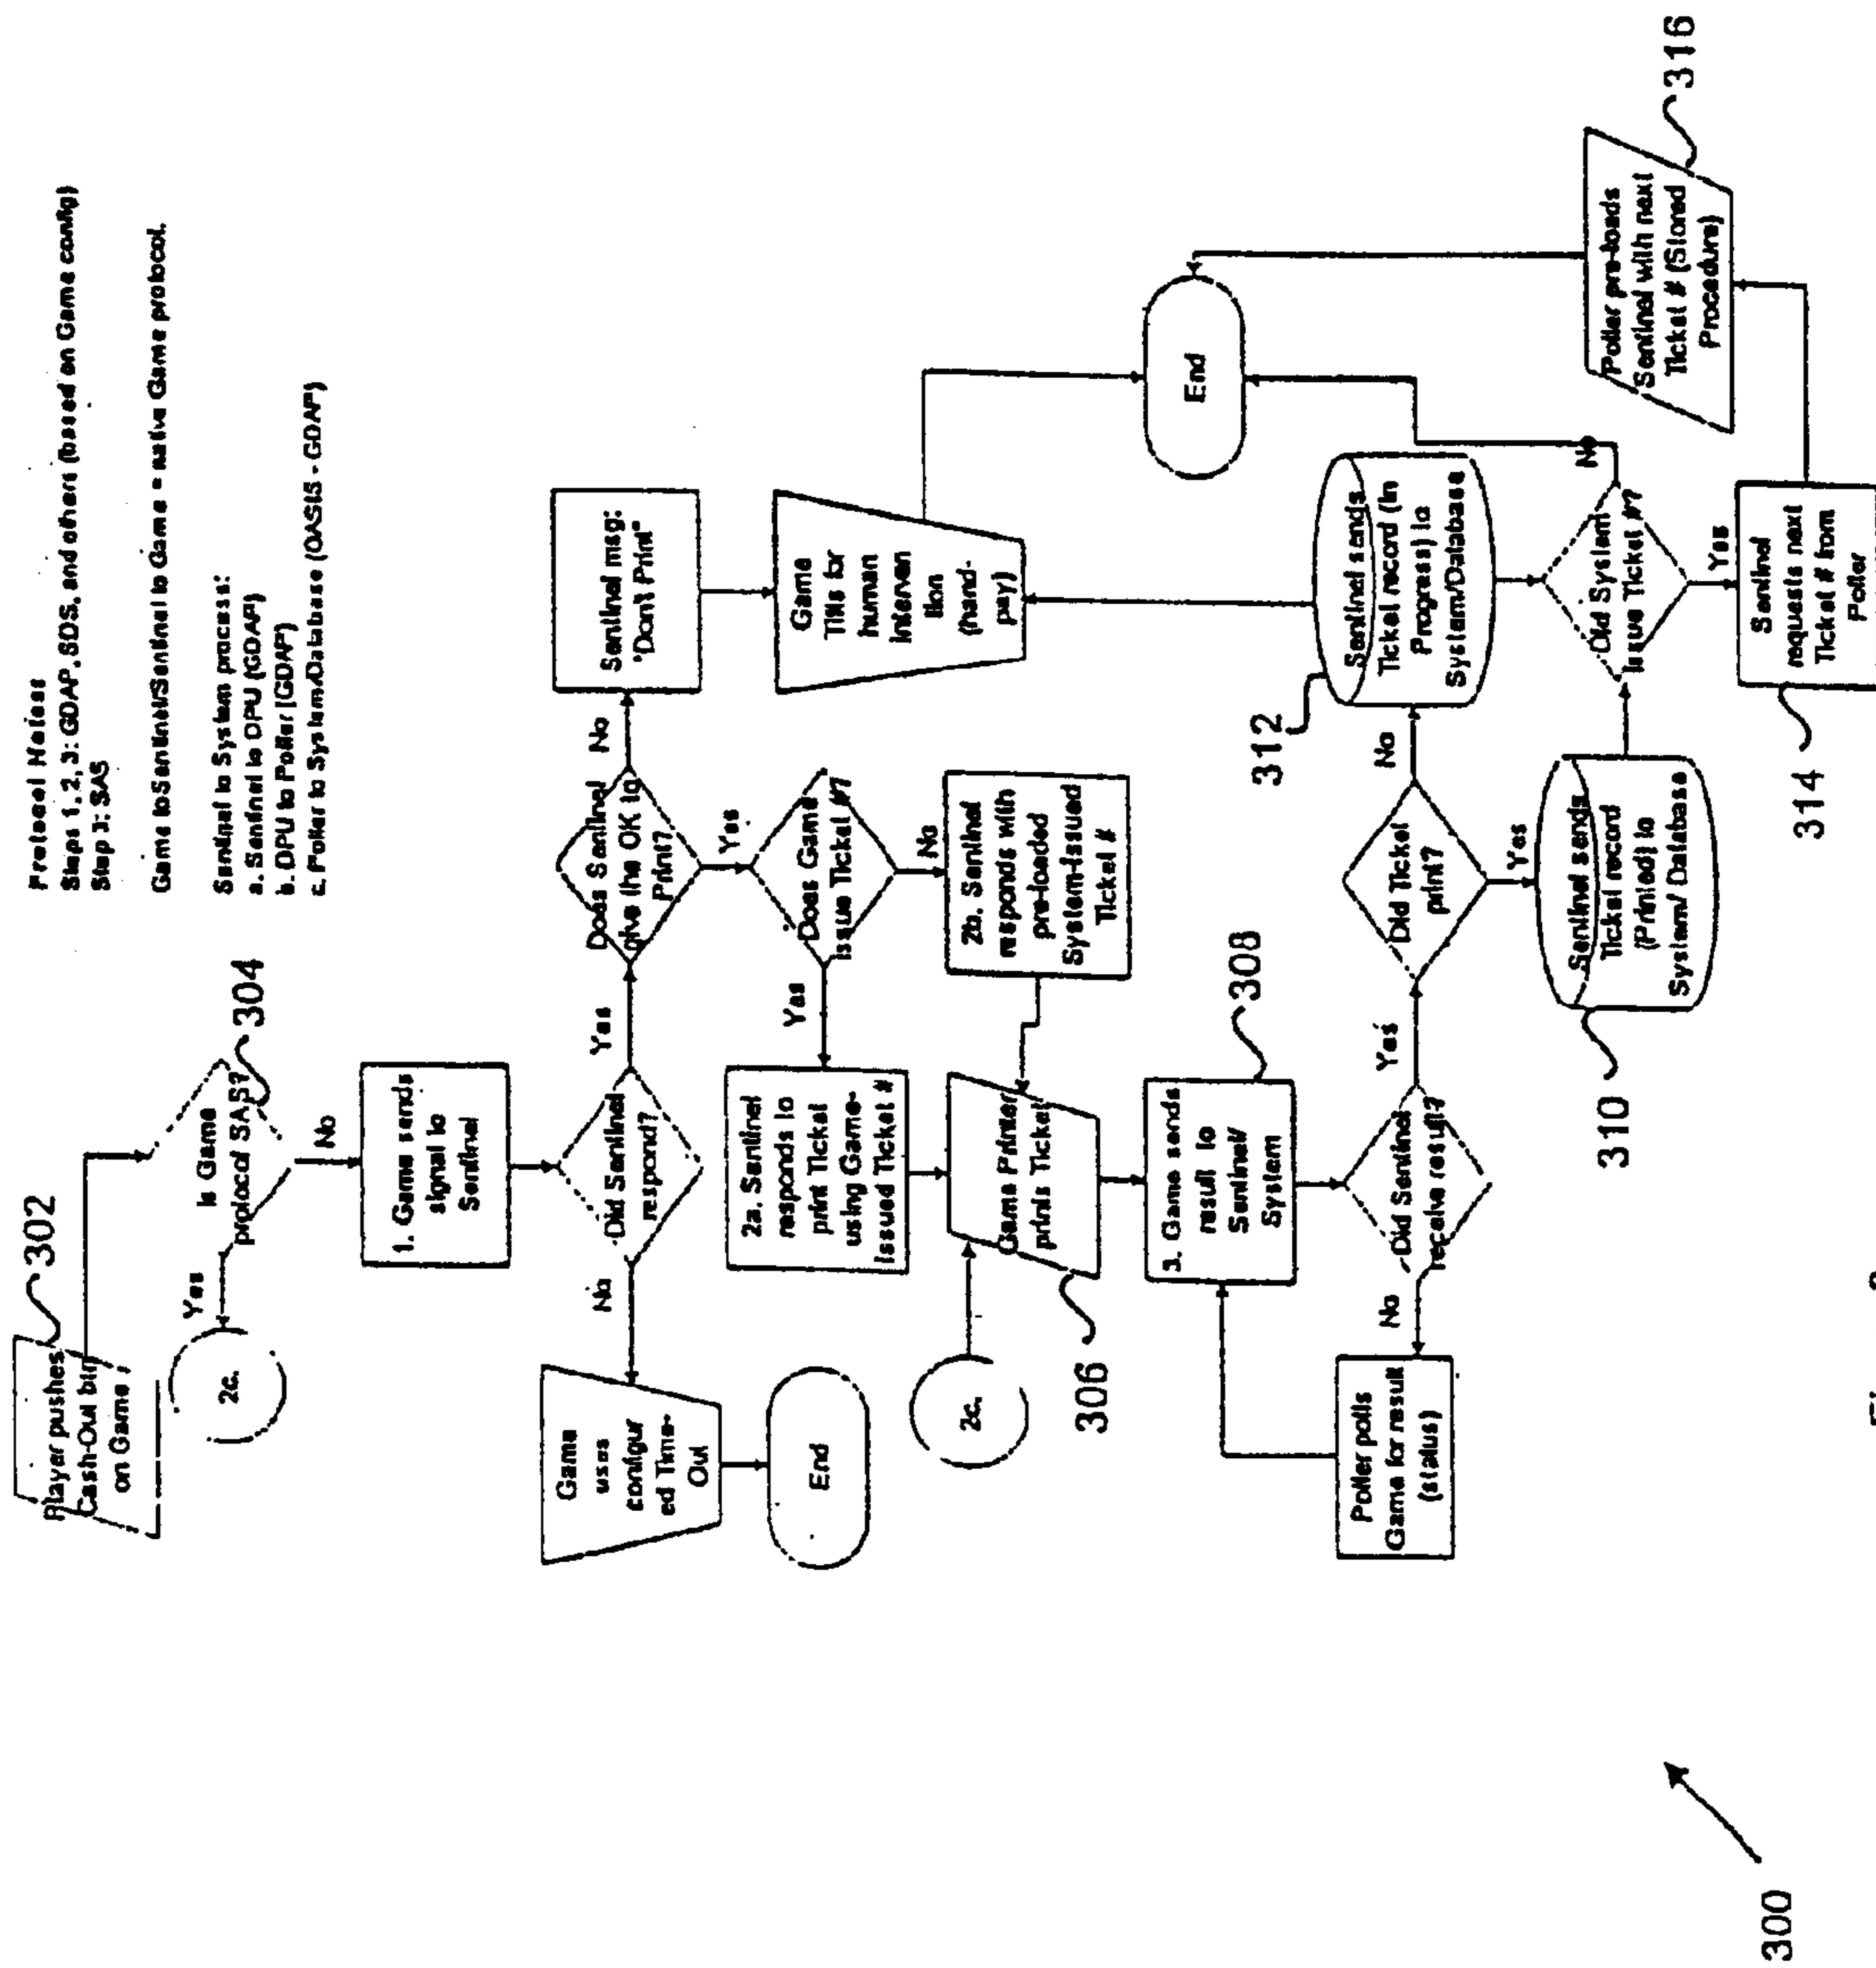 Protocol Notes
Steps 1, 2, 3: GDAP, SDS, and others (based on Game config)
Step 3: SAS
Game to Sentinel/Sentinel to Game = native Game protocol.
Sentinel to System process:
a. Sentinel to DPU (GDAP)
b. DPU to Poller (GDAP)
c. Poller to System/Database (OASIS - GDAP)
Player pushes
Cash-Out btn
on Game
302
Is Game
protocol SAS?
304
Yes
2c.
No
1. Game sends
signal to
Sentinel
Did Sentinel
respond?
No
Game
uses
configur
ed Time-
Out
End
Yes
Does Sentinel
give the OK to
Print?
No
Sentinel msg:
"Don't Print"
Game
Tilts for
human
interven
tion
(hand-
pay)
Yes
Does Game
issue Ticket #?
Yes
2a. Sentinel
responds to
print Ticket
using Game-
Issued Ticket #
No
2b. Sentinel
responds with
pre-loaded
System-Issued
Ticket #
2c.
Game Printer
prints Ticket
306
3. Game sends
result to
Sentinel/
System
308
Did Sentinel
receive result?
No
Poller polls
Game for result
(status)
Yes
Did Ticket
print?
No
Sentinel sends
Ticket record (In
Progress) to
System/Database
312
Yes
Sentinel sends
Ticket record
(Printed) to
System/ Database
310
Did System
Issue Ticket #?
No
End
Yes
Sentinel
requests next
Ticket # from
Poller
314
Poller pre-loads
Sentinel with next
Ticket # (Stored
Procedure)
316
300